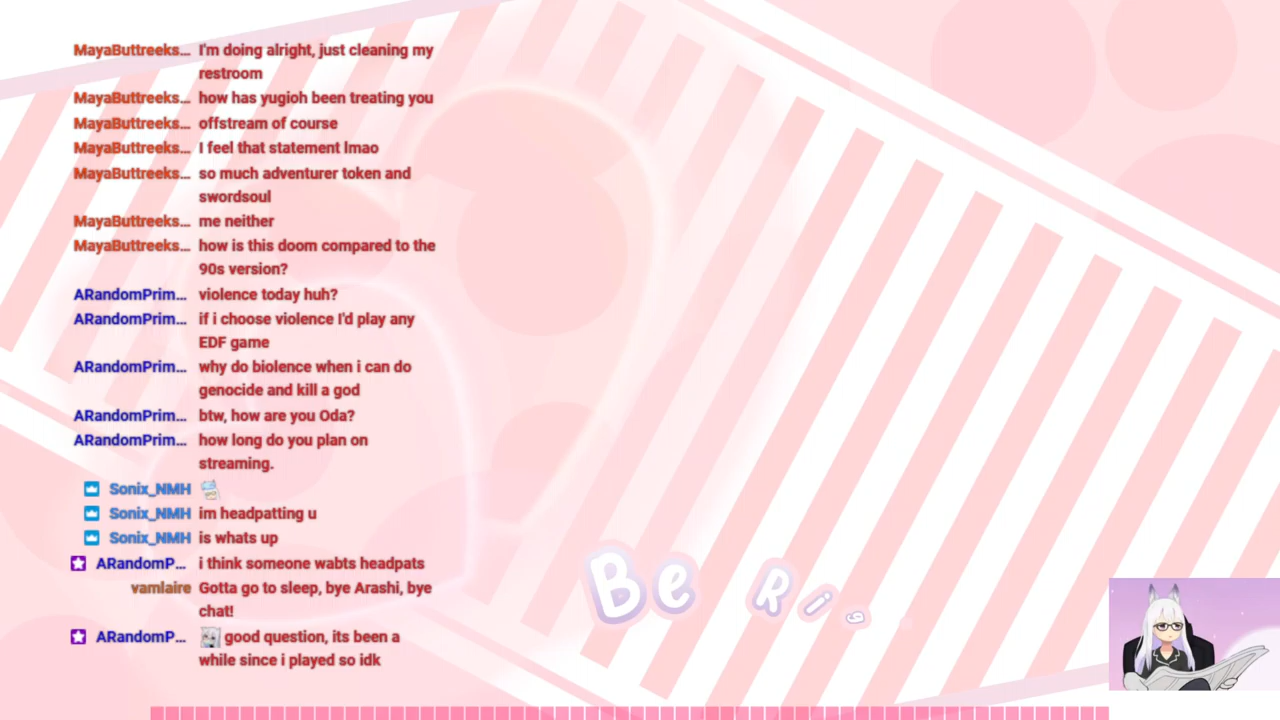 MayaButtreeks... I'm doing alright, just cleaning my
restroom
MayaButtreeks... how has yugioh been treating you
MayaButtreeks... offstream of course
MayaButtreeks... I feel that statement lmao
MayaButtreeks... so much adventurer token and
swordsoul
MayaButtreeks... me neither
MayaButtreeks... how is this doom compared to the
90s version?
ARandomPrim... violence today huh?
ARandomPrim... if i choose violence I'd play any
EDF game
ARandomPrim... why do biolence when i can do
genocide and kill a god
ARandomPrim... btw, how are you Oda?
ARandomPrim... how long do you plan on
streaming.
Sonix_NMH
Sonix_NMH im headpatting u
Sonix_NMH is whats up
ARandomP... i think someone wabts headpats
vamlaire Gotta go to sleep, bye Arashi, bye
chat!
ARandomP... good question, its been a
while since i played so idk
Be Rig